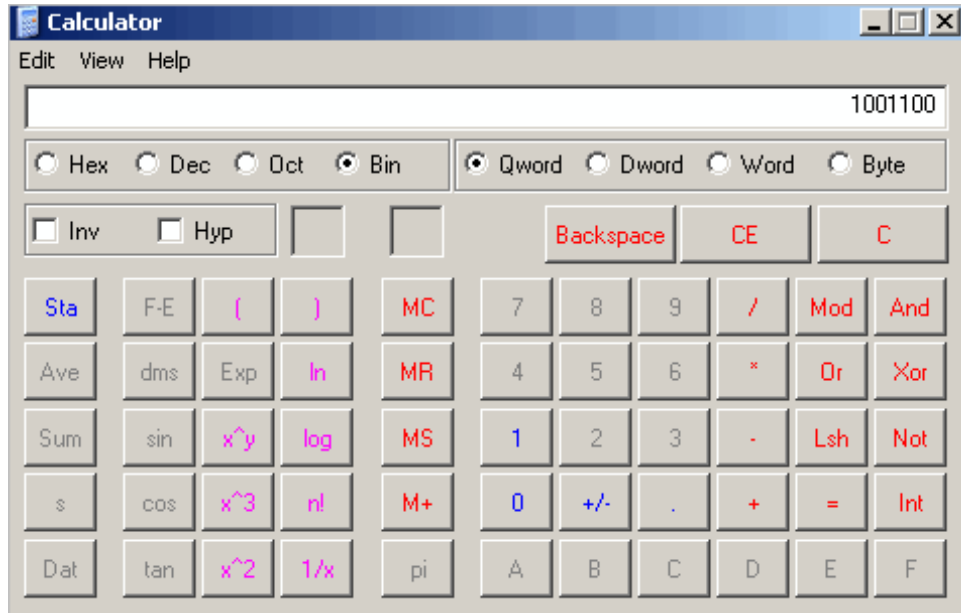 Calculator
Edit View Help
1001100
Hex Dec Oct Bin Qword Dword Word Byte
Inv Hyp Backspace CE C
Sta F-E ( ) MC 7 8 9 / Mod And
Ave dms Exp ln MR 4 5 6 * Or Xor
Sum sin x^y log MS 1 2 3 - Lsh Not
s cos x^3 n! M+ 0 +/- . + = Int
Dat tan x^2 1/x pi A B C D E F